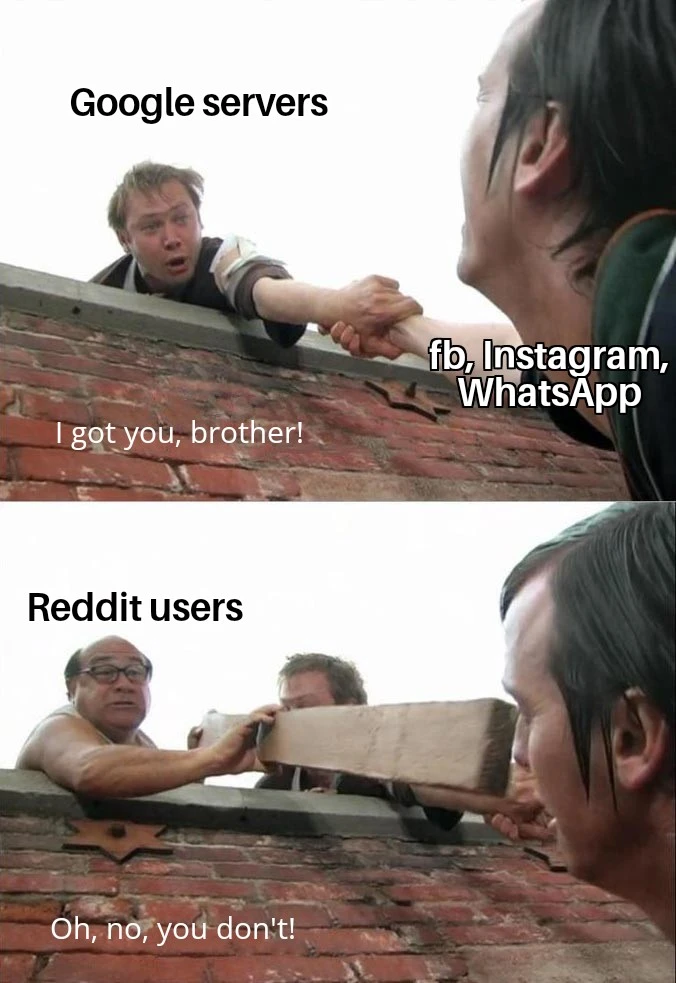 Google servers
fb, Instagram,
WhatsApp
I got you, brother!
Reddit users
Oh, no, you don't!